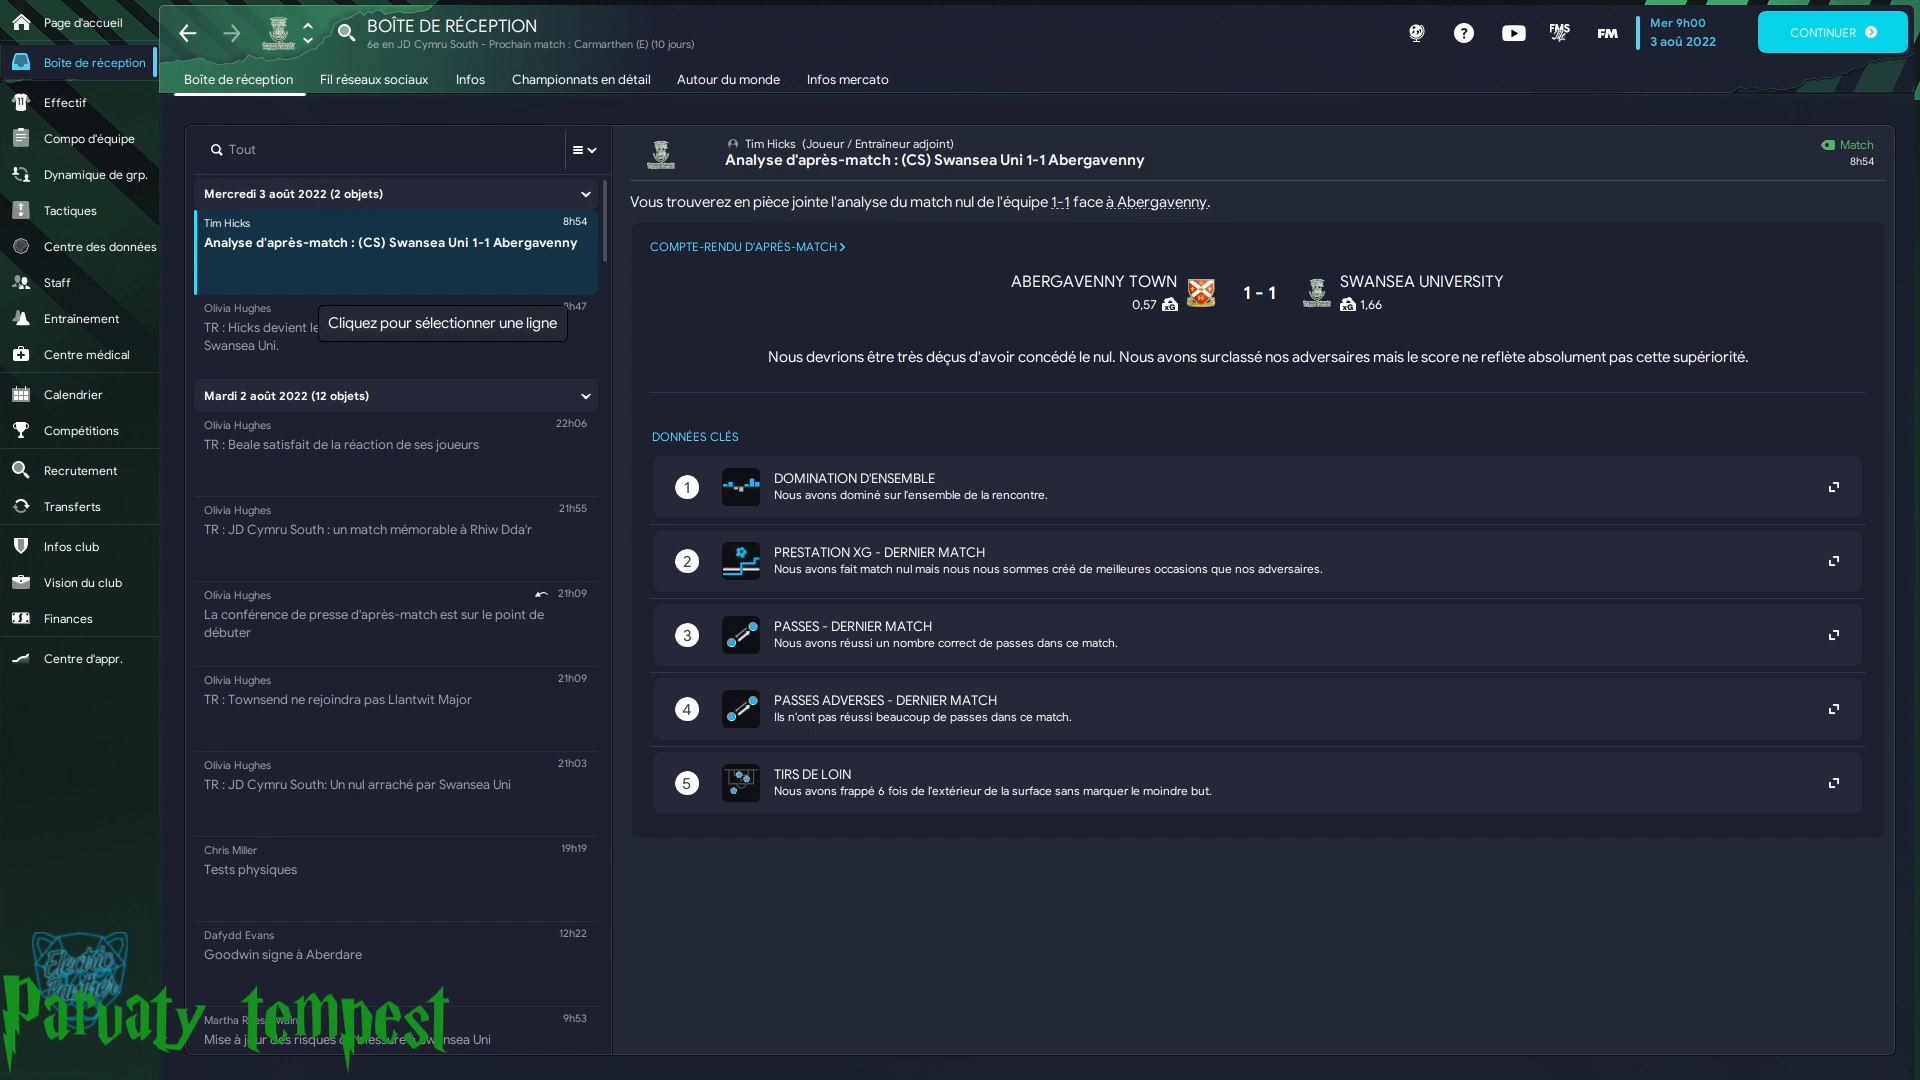 Page d'accueil
Boîte de réception
Effectif
Compo d'équipe
Dynamique de grp.
Tactiques
Centre des données
Staff
Entraînement
Centre médical
Calendrier
Compétitions
Recrutement
Transferts
Infos club
Vision du club
Finances
Centre d'appr.
BOÎTE DE RÉCEPTION
6e en JD Cymru South - Prochain match : Carmarthen (E) (10 jours)
FMS
FM
Mer 9h00
3 aoû 2022
CONTINUER
Boîte de réception
Fil réseaux sociaux
Infos
Championnats en détail
Autour du monde
Infos mercato
Tout
Mercredi 3 août 2022 (2 objets)
Tim Hicks 8h54
Analyse d'après-match : (CS) Swansea Uni 1-1 Abergavenny
Olivia Hughes 8h47
TR : Hicks devient le
Swansea Uni.
Cliquez pour sélectionner une ligne
Mardi 2 août 2022 (12 objets)
Olivia Hughes 22h06
TR : Beale satisfait de la réaction de ses joueurs
Olivia Hughes 21h55
TR : JD Cymru South : un match mémorable à Rhiw Dda'r
Olivia Hughes 21h09
La conférence de presse d'après-match est sur le point de
débuter
Olivia Hughes 21h09
TR : Townsend ne rejoindra pas Llantwit Major
Olivia Hughes 21h03
TR : JD Cymru South: Un nul arraché par Swansea Uni
Chris Miller 19h19
Tests physiques
Dafydd Evans 12h22
Goodwin signe à Aberdare
Martha 9h53
Mise à jour des risques de blessure à Swansea Uni
Tim Hicks (Joueur / Entraîneur adjoint)
Analyse d'après-match : (CS) Swansea Uni 1-1 Abergavenny
Match
8h54
Vous trouverez en pièce jointe l'analyse du match nul de l'équipe 1-1 face à Abergavenny.
COMPTE-RENDU D'APRÈS-MATCH
ABERGAVENNY TOWN
0,57 xG
1 - 1
SWANSEA UNIVERSITY
xG 1,66
Nous devrions être très déçus d'avoir concédé le nul. Nous avons surclassé nos adversaires mais le score ne reflète absolument pas cette supériorité.
DONNÉES CLÉS
1
DOMINATION D'ENSEMBLE
Nous avons dominé sur l'ensemble de la rencontre.
2
PRESTATION XG - DERNIER MATCH
Nous avons fait match nul mais nous nous sommes créé de meilleures occasions que nos adversaires.
3
PASSES - DERNIER MATCH
Nous avons réussi un nombre correct de passes dans ce match.
4
PASSES ADVERSES - DERNIER MATCH
Ils n'ont pas réussi beaucoup de passes dans ce match.
5
TIRS DE LOIN
Nous avons frappé 6 fois de l'extérieur de la surface sans marquer le moindre but.
Electric
Panther
Parvaty tempest